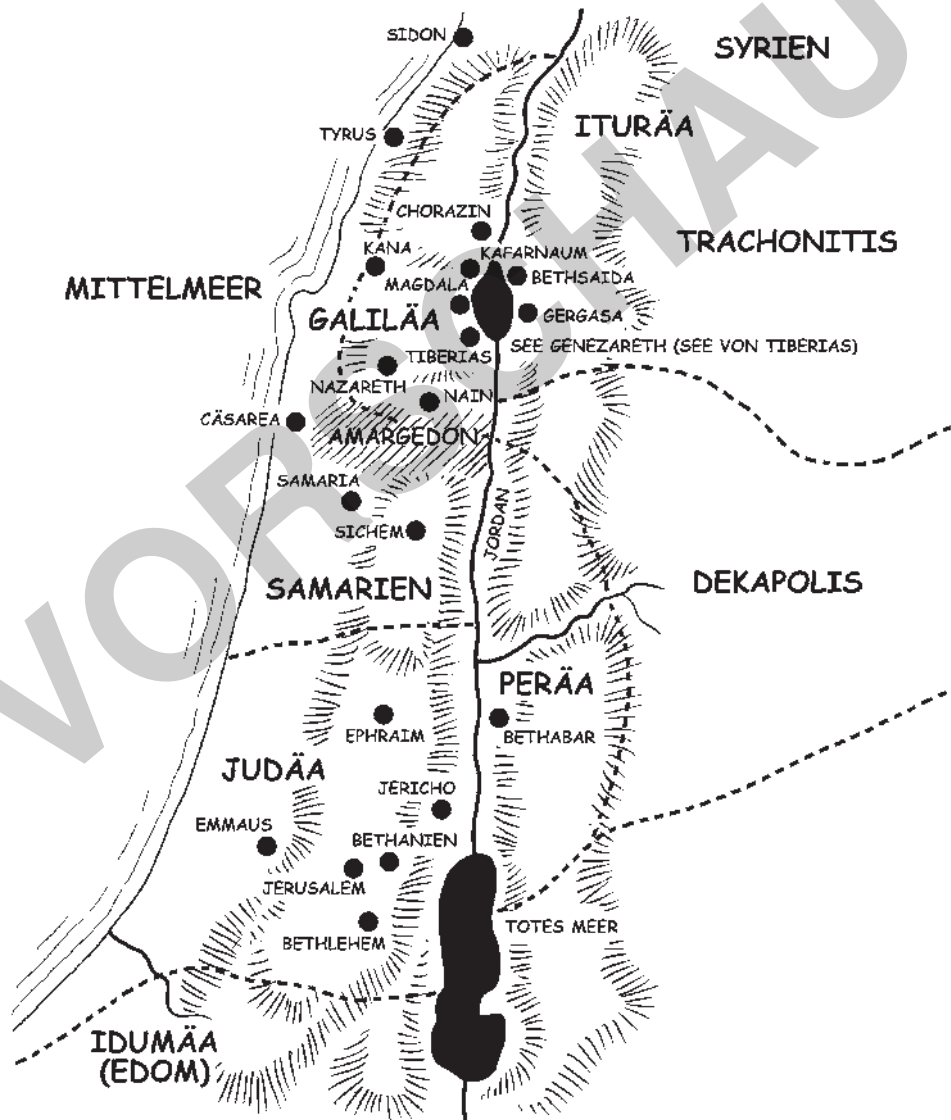 SIDON
SYRIEN
TYRUS
ITURÄA
CHORAZIN
KANA
KAFARNAUM
TRACHONITIS
MITTELMEER
MAGDALA
BETHSAIDA
GALILÄA
GERGASA
TIBERIAS
SEE GENEZARETH (SEE VON TIBERIAS)
NAZARETH
NAIN
CÄSAREA
AMARGEDON
SAMARIA
JORDAN
SICHEM
SAMARIEN
DEKAPOLIS
PERÄA
EPHRAIM
BETHABAR
JUDÄA
JERICHO
EMMAUS
BETHANIEN
JERUSALEM
TOTES MEER
BETHLEHEM
IDUMÄA
(EDOM)
VORSCHAU